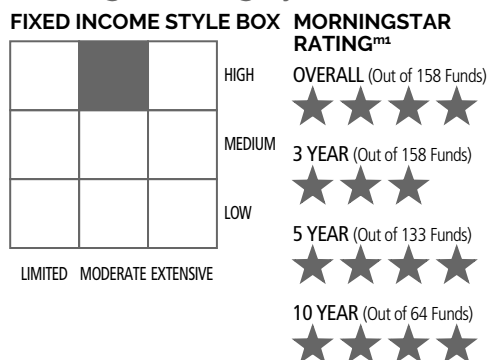 FIXED INCOME STYLE BOX
HIGH
MEDIUM
LOW
LIMITED MODERATE EXTENSIVE
MORNINGSTAR
RATINGm1
OVERALL (Out of 158 Funds)
3 YEAR (Out of 158 Funds)
5 YEAR (Out of 133 Funds)
10 YEAR (Out of 64 Funds)